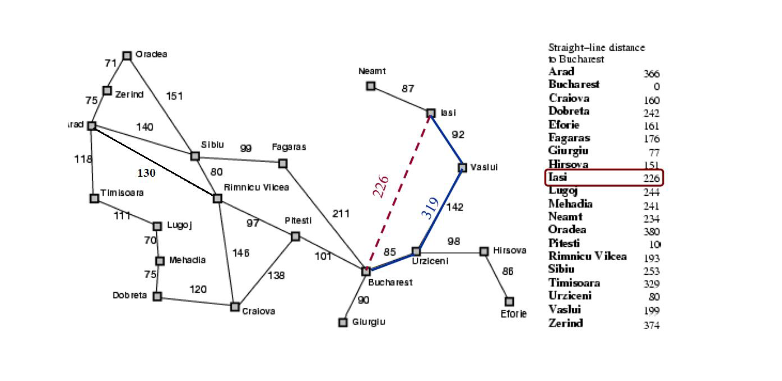 Straight–line distance
to Bucharest
Arad 366
Bucharest 0
Craiova 160
Dobreta 242
Eforie 161
Fagaras 176
Giurgiu 77
Hirsova 151
Iasi 226
Lugoj 244
Mehadia 241
Neamt 234
Oradea 380
Pitesti 10
Rimnicu Vilcea 193
Sibiu 253
Timisoara 329
Urziceni 80
Vaslui 199
Zerind 374
Oradea
71
Zerind
75
151
rad
140
118
130
Sibiu
99
Fagaras
80
Rimnicu Vilcea
Timisoara
111
Lugoj
70
Mehadia
75
Dobreta
120
Craiova
146
138
97
Pitesti
101
211
Neamt
87
Iasi
92
Vaslui
226
319
142
85
Urziceni
98
Hirsova
86
Eforie
Bucharest
90
Giurgiu